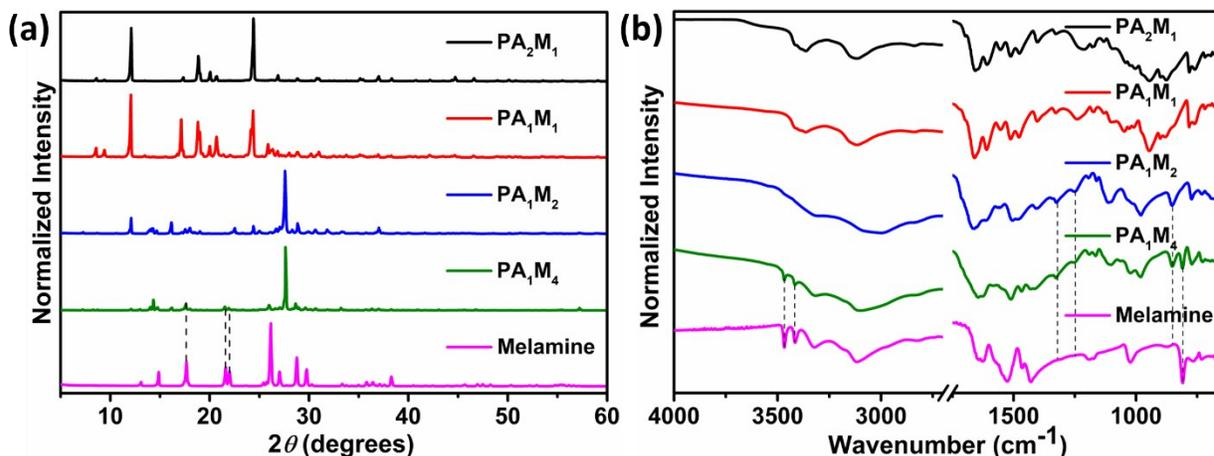 (a)
Normalized Intensity
PA₂M₁
PA₁M₁
PA₁M₂
PA₁M₄
Melamine
10 20 30 40 50 60
2θ (degrees)
(b)
Normalized Intensity
PA₂M₁
PA₁M₁
PA₁M₂
PA₁M₄
Melamine
4000 3500 3000 1500 1000
Wavenumber (cm⁻¹)